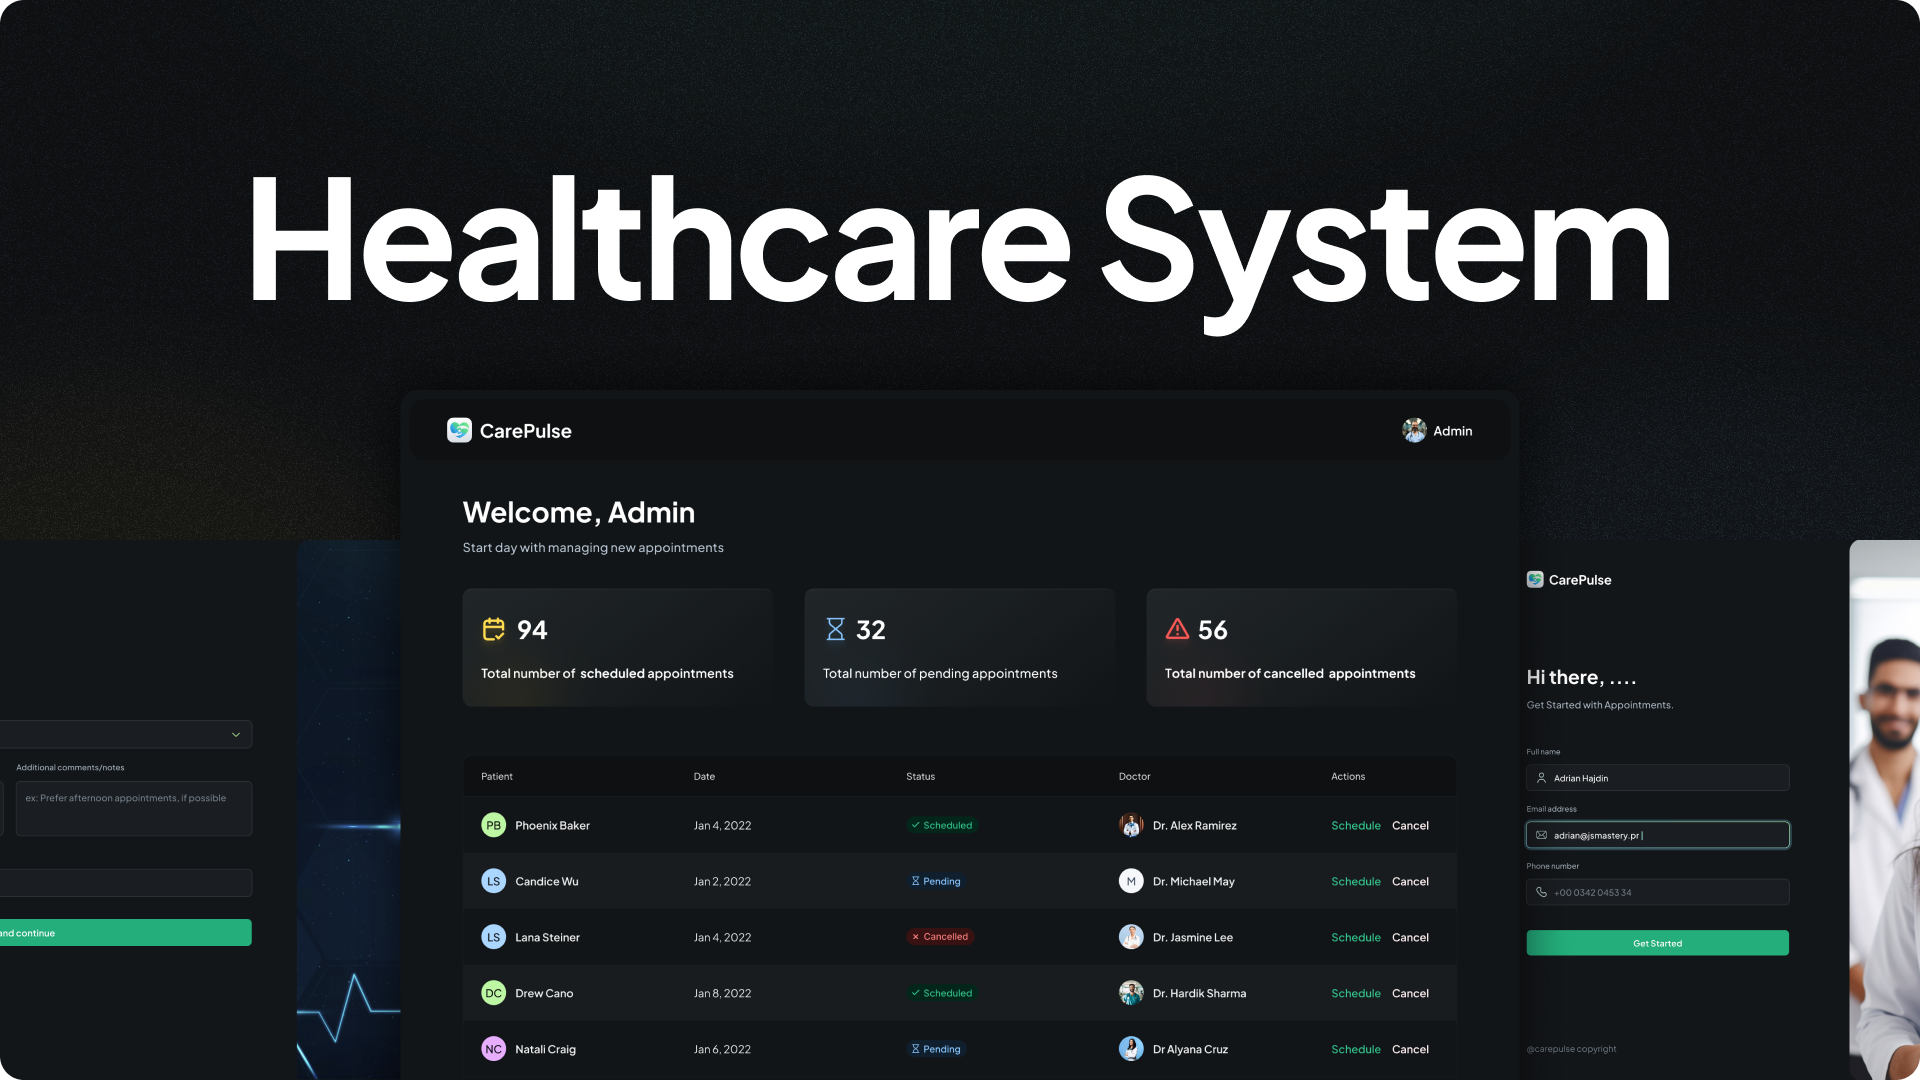 Healthcare System
CarePulse
Admin
Welcome, Admin
Start day with managing new appointments
94
Total number of scheduled appointments
32
Total number of pending appointments
56
Total number of cancelled appointments
Patient Date Status Doctor Actions
PB Phoenix Baker Jan 4, 2022 Scheduled Dr. Alex Ramirez Schedule Cancel
LS Candice Wu Jan 2, 2022 Pending M Dr. Michael May Schedule Cancel
LS Lana Steiner Jan 4, 2022 Cancelled Dr. Jasmine Lee Schedule Cancel
DC Drew Cano Jan 8, 2022 Scheduled Dr. Hardik Sharma Schedule Cancel
NC Natali Craig Jan 6, 2022 Pending Dr Alyana Cruz Schedule Cancel
Additional comments/notes
ex: Prefer afternoon appointments, if possible
and continue
CarePulse
Hi there, ....
Get Started with Appointments.
Full name
Adrian Hajdin
Email address
adrian@jsmastery.pr
Phone number
+00 0342 0453 34
Get Started
@carepulse copyright